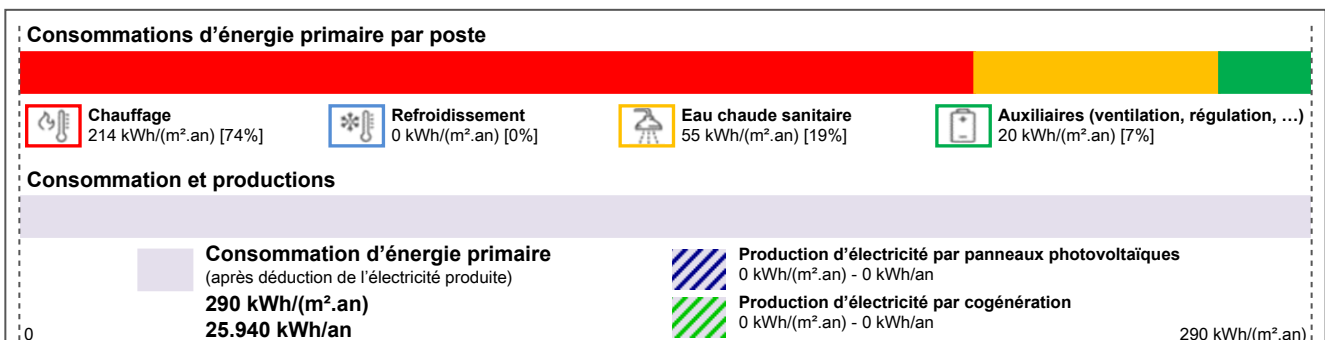 Consommations d’énergie primaire par poste
Chauffage
214 kWh/(m².an) [74%]
Refroidissement
0 kWh/(m².an) [0%]
Eau chaude sanitaire
55 kWh/(m².an) [19%]
Auxiliaires (ventilation, régulation, …)
20 kWh/(m².an) [7%]
Consommation et productions
Consommation d’énergie primaire
(après déduction de l’électricité produite)
290 kWh/(m².an)
25.940 kWh/an
Production d’électricité par panneaux photovoltaïques
0 kWh/(m².an) - 0 kWh/an
Production d’électricité par cogénération
0 kWh/(m².an) - 0 kWh/an
0
290 kWh/(m².an)